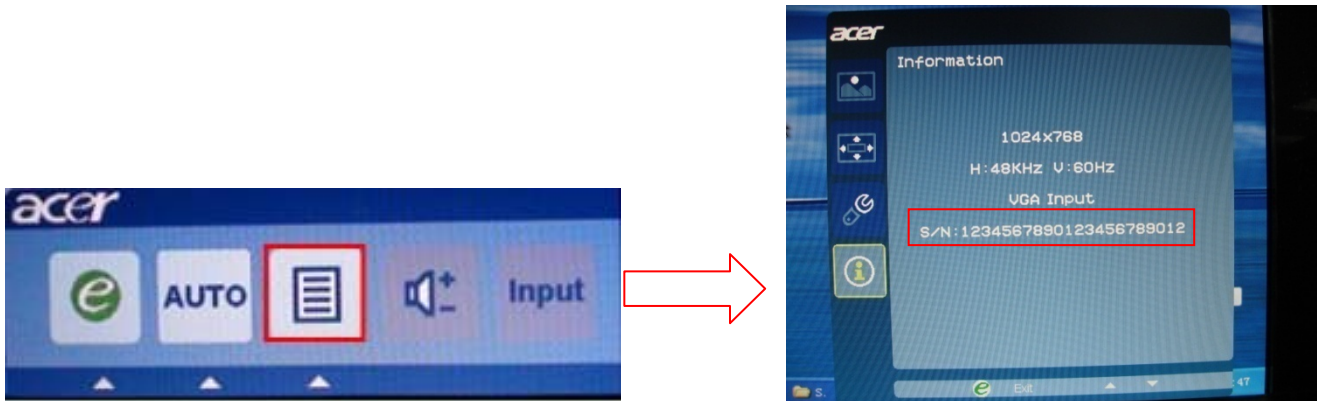 acer
e AUTO Input
acer
Information
1024x768
H:48KHz V:60Hz
VGA Input
S/N:1234567890123456789012
e Exit
S.
:47